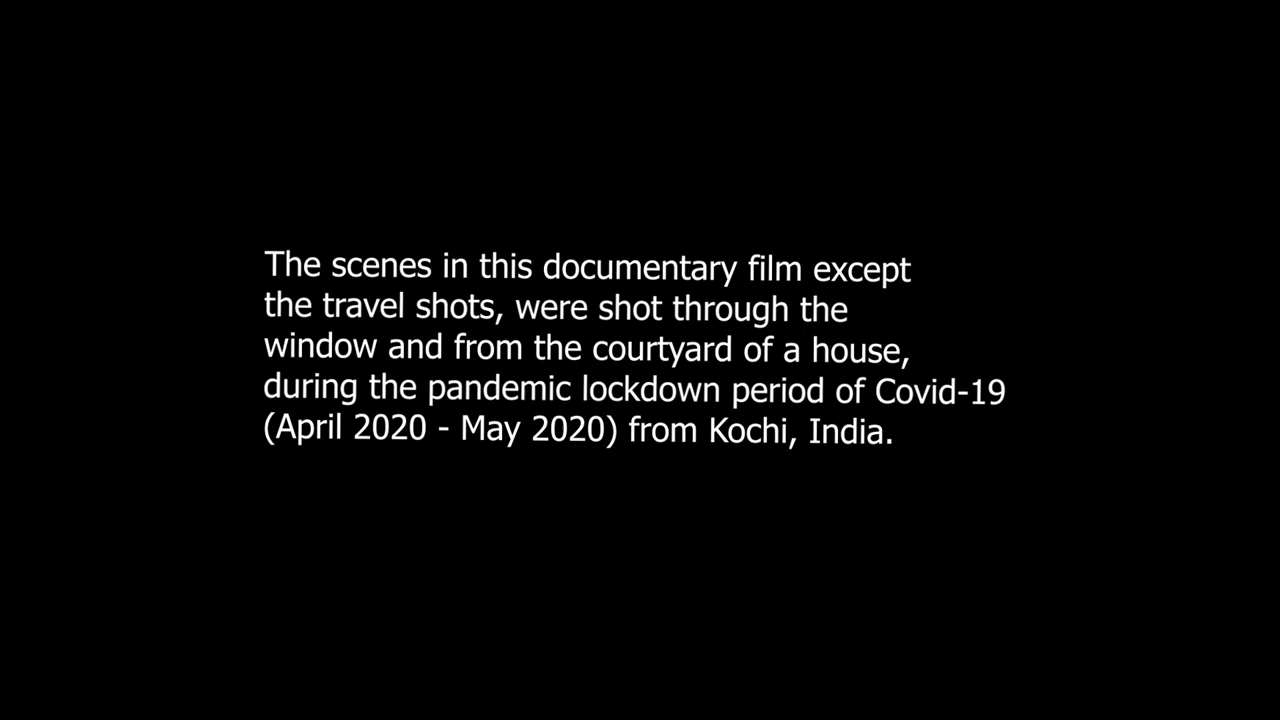 The scenes in this documentary film except
the travel shots, were shot through the
window and from the courtyard of a house,
during the pandemic lockdown period of Covid-19
(April 2020 - May 2020) from Kochi, India.